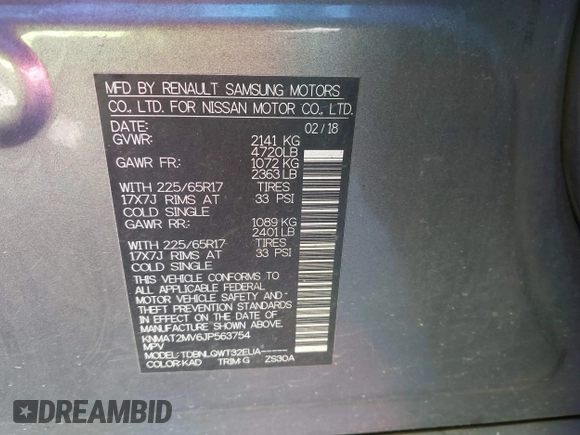 MFD BY RENAULT SAMSUNG MOTORS
CO., LTD. FOR NISSAN MOTOR CO., LTD.
DATE: 02/18
GVWR: 2141 KG
4720LB
GAWR FR: 1072 KG
2363 LB
WITH 225/65R17 TIRES
17X7J RIMS AT 33 PSI
COLD SINGLE
GAWR RR: 1089 KG
2401 LB
WITH 225/65R17 TIRES
17X7J RIMS AT 33 PSI
COLD SINGLE
THIS VEHICLE CONFORMS TO
ALL APPLICABLE FEDERAL
MOTOR VEHICLE SAFETY AND
THEFT PREVENTION STANDARDS
IN EFFECT ON THE DATE OF
MANUFACTURE SHOWN ABOVE.
KNMAT2MV6JP563754
MPV
MODEL: TDBNLQWT32EUA-----
COLOR: KAD TRIM: G ZS30A
DREAMBID